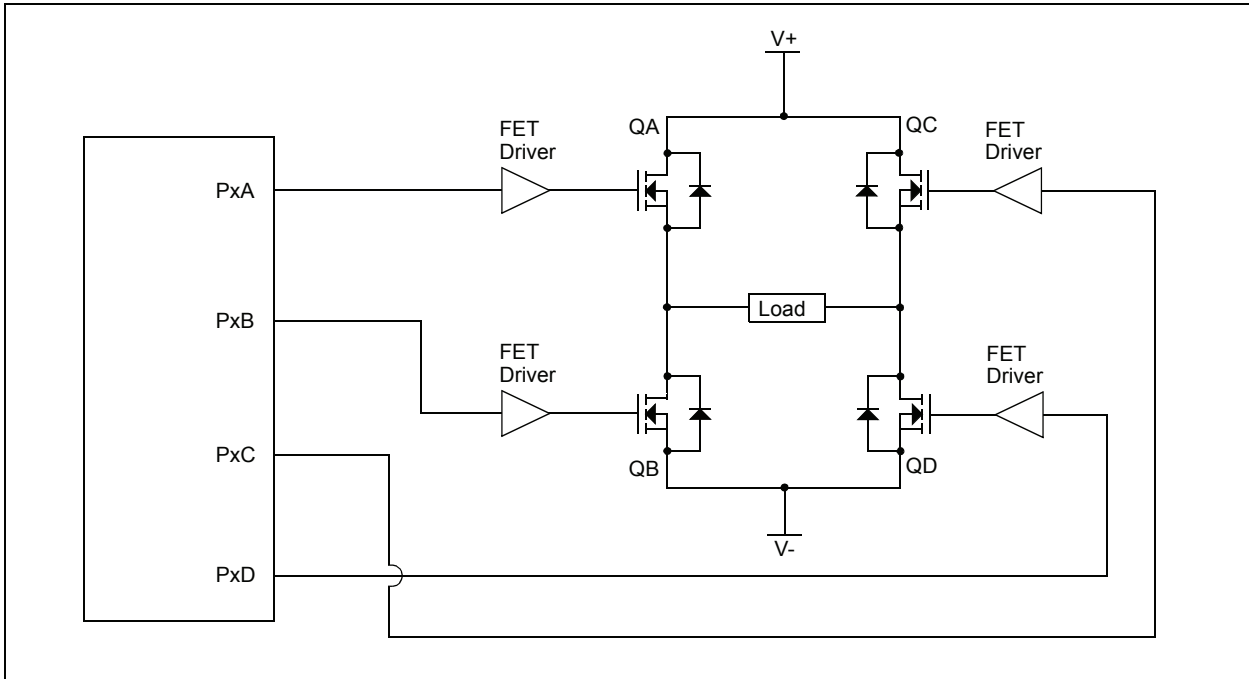 V+
QA
QC
FET
Driver
FET
Driver
PxA
Load
PxB
FET
Driver
FET
Driver
PxC
QB
QD
V-
PxD